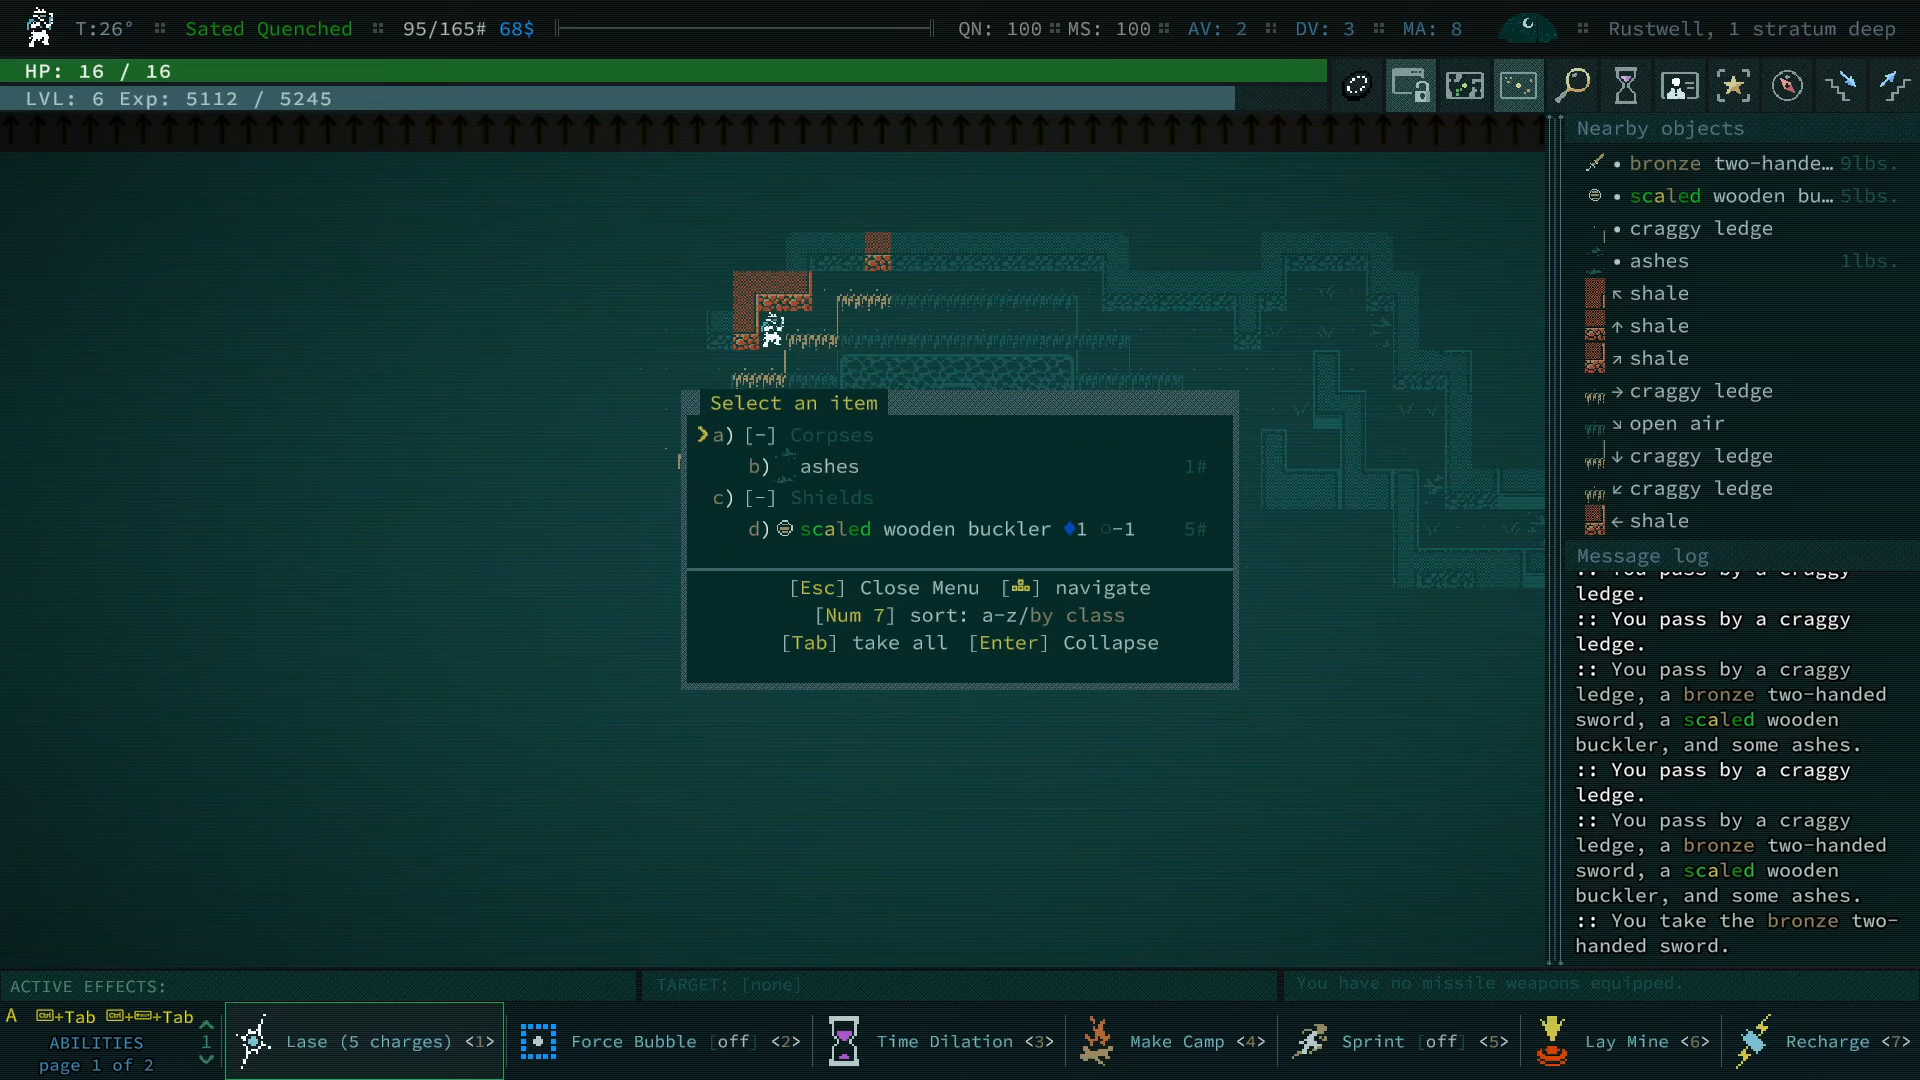 T:26° Sated Quenched 95/165# 68$ QN: 100 MS: 100 AV: 2 DV: 3 MA: 8 Rustwell, 1 stratum deep
HP: 16 / 16
LVL: 6 Exp: 5112 / 5245
Nearby objects
bronze two-hande… 9lbs.
scaled wooden bu… 5lbs.
craggy ledge
ashes 1lbs.
shale
shale
shale
craggy ledge
open air
craggy ledge
craggy ledge
shale
Select an item
a) [-] Corpses
b) ashes 1#
c) [-] Shields
d) scaled wooden buckler ♦1 ○-1 5#
[Esc] Close Menu [] navigate
[Num 7] sort: a-z/by class
[Tab] take all [Enter] Collapse
Message log
:: You pass by a craggy
ledge.
:: You pass by a craggy
ledge.
:: You pass by a craggy
ledge, a bronze two-handed
sword, a scaled wooden
buckler, and some ashes.
:: You pass by a craggy
ledge.
:: You pass by a craggy
ledge, a bronze two-handed
sword, a scaled wooden
buckler, and some ashes.
:: You take the bronze two-
handed sword.
ACTIVE EFFECTS: TARGET: [none] You have no missile weapons equipped.
A Ctrl+Tab Ctrl++Tab
ABILITIES 1
page 1 of 2
Lase (5 charges) <1> Force Bubble [off] <2> Time Dilation <3> Make Camp <4> Sprint [off] <5> Lay Mine <6> Recharge <7>